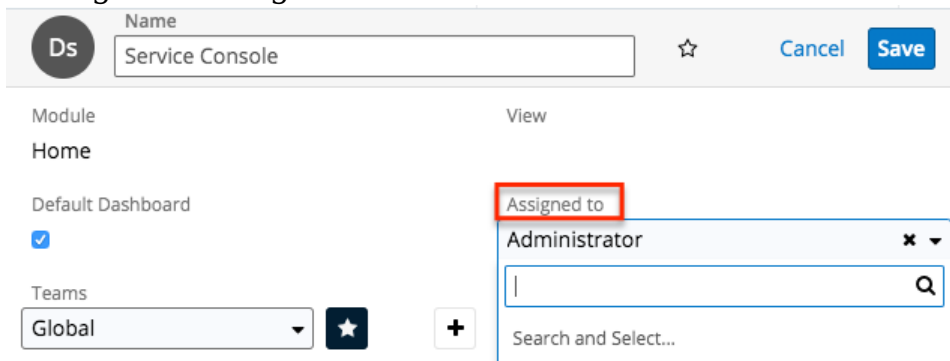 Name
Ds
Service Console
Cancel
Save
Module
View
Home
Default Dashboard
Assigned to
Administrator
Teams
Global
Search and Select...